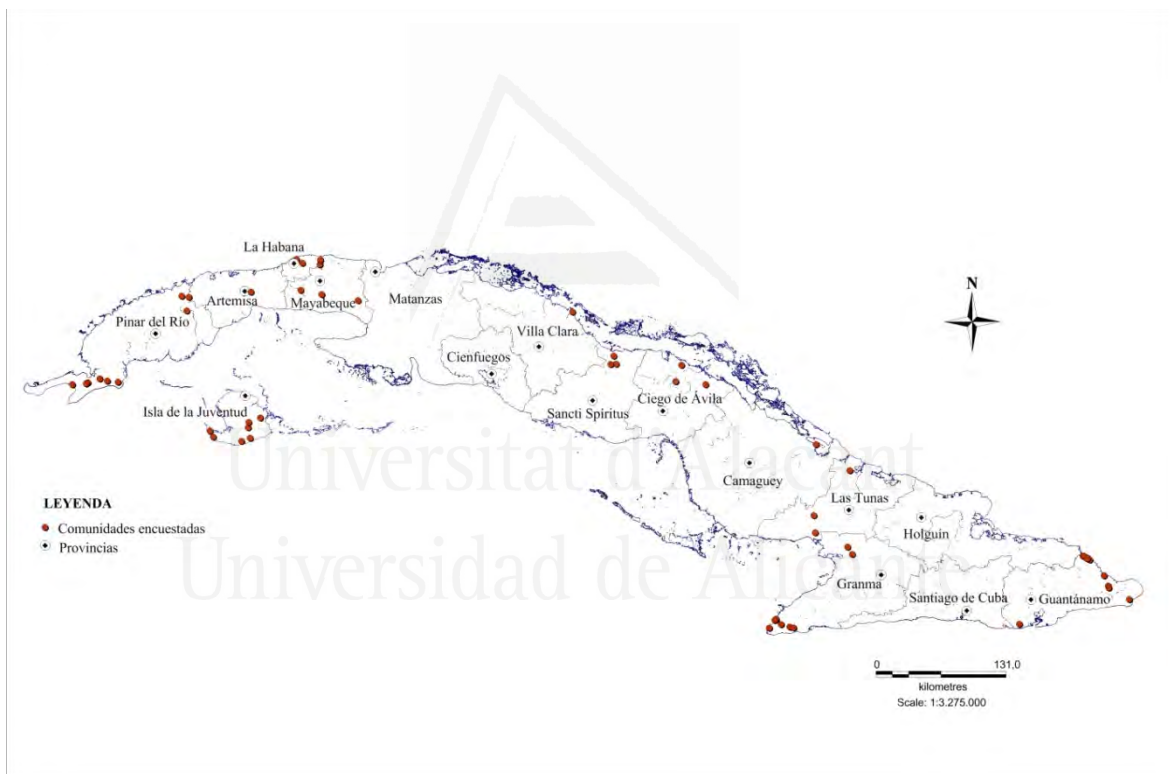 La Habana
N
Artemisa
Mayabeque
Matanzas
Pinar del Río
Villa Clara
Cienfuegos
Isla de la Juventud
Sancti Spíritus
Ciego de Ávila
Universitat d'Alacant
Camaguey
LEYENDA
Las Tunas
Comunidades encuestadas
Provincias
Holguín
Universidad de Alicante
Granma
Santiago de Cuba
Guantánamo
0 131,0
kilometres
Scale: 1:3.275.000